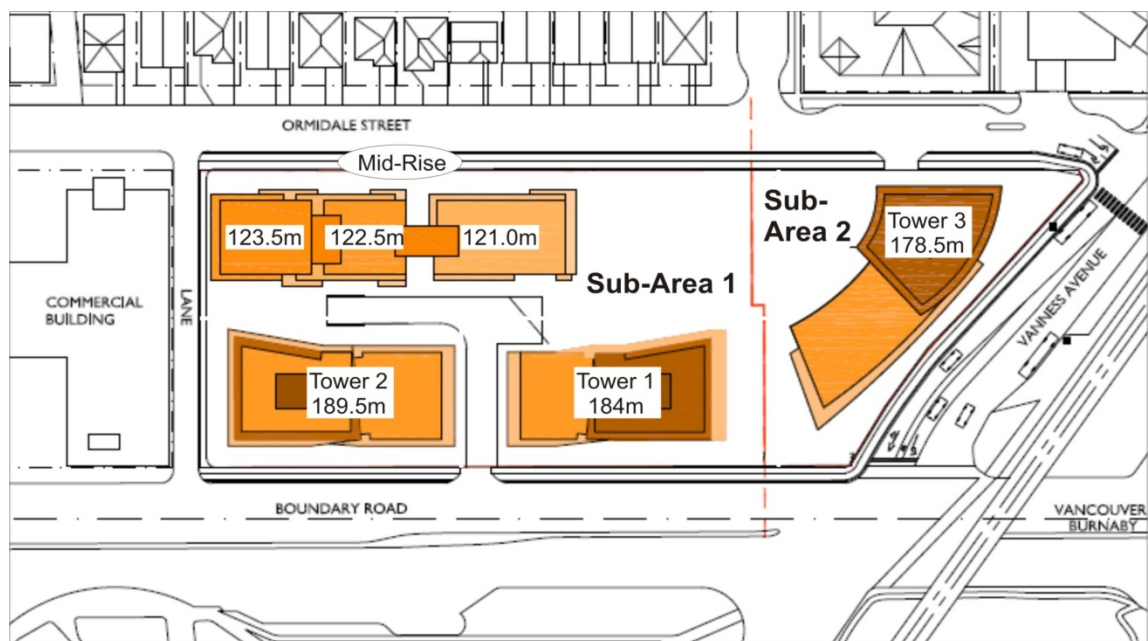 ORMIDALE STREET
Mid-Rise
Sub-
Area 2
Tower 3
178.5m
123.5m
122.5m
121.0m
Sub-Area 1
COMMERCIAL
BUILDING
LANE
VANNESS AVENUE
Tower 2
189.5m
Tower 1
184m
BOUNDARY ROAD
VANCOUVER
BURNABY